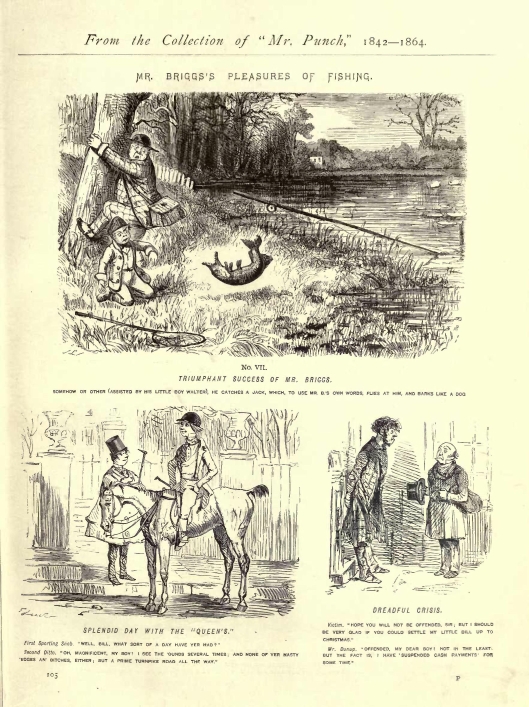 From the Collection of "Mr. Punch," 1842—1864.
MR. BRIGGS'S PLEASURES OF FISHING.
No. VII.
TRIUMPHANT SUCCESS OF MR. BRIGGS.
SOMEHOW OR OTHER (ASSISTED BY HIS LITTLE BOY WALTER), HE CATCHES A JACK, WHICH, TO USE MR. B.'S OWN WORDS, FLIES AT HIM, AND BARKS LIKE A DOG
SPLENDID DAY WITH THE "QUEEN'S."
First Sporting Snob. "WELL, BILL, WHAT SORT OF A DAY HAVE YER HAD?"
Second Ditto. "OH, MAGNIFICENT, MY BOY! I SEE THE 'OUNDS SEVERAL TIMES; AND NONE OF YER NASTY
'EDGES AN' DITCHES, EITHER; BUT A PRIME TURNPIKE ROAD ALL THE WAY."
DREADFUL CRISIS.
Victim. "HOPE YOU WILL NOT BE OFFENDED, SIR; BUT I SHOULD
BE VERY GLAD IF YOU COULD SETTLE MY LITTLE BILL UP TO
CHRISTMAS."
Mr. "OFFENDED, MY DEAR BOY! NOT IN THE LEAST.
BUT THE FACT IS, I HAVE 'SUSPENDED CASH PAYMENTS' FOR
SOME TIME."
105
P